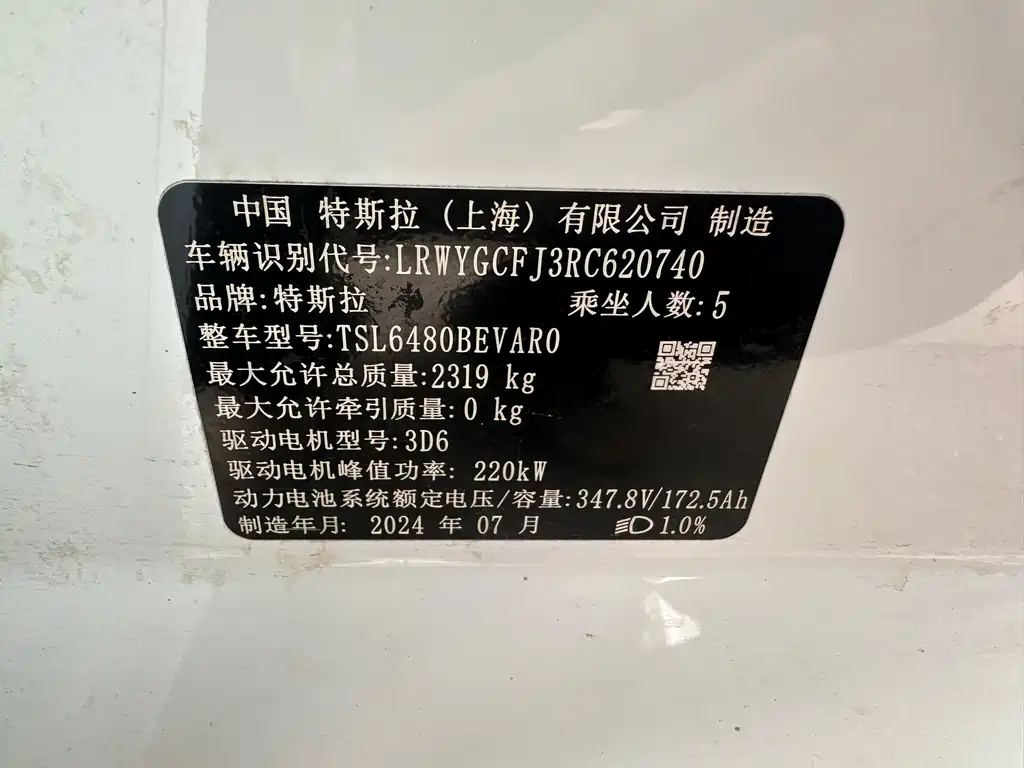 中国 特斯拉 (上海) 有限公司 制造
车辆识别代号:LRWYGCFJ3RC620740
品牌:特斯拉 乘坐人数:5
整车型号:TSL6480BEVAR0
最大允许总质量:2319 kg
最大允许牵引质量:0 kg
驱动电机型号:3D6
驱动电机峰值功率: 220kW
动力电池系统额定电压/容量:347.8V/172.5Ah
制造年月: 2024 年 07 月 1.0%